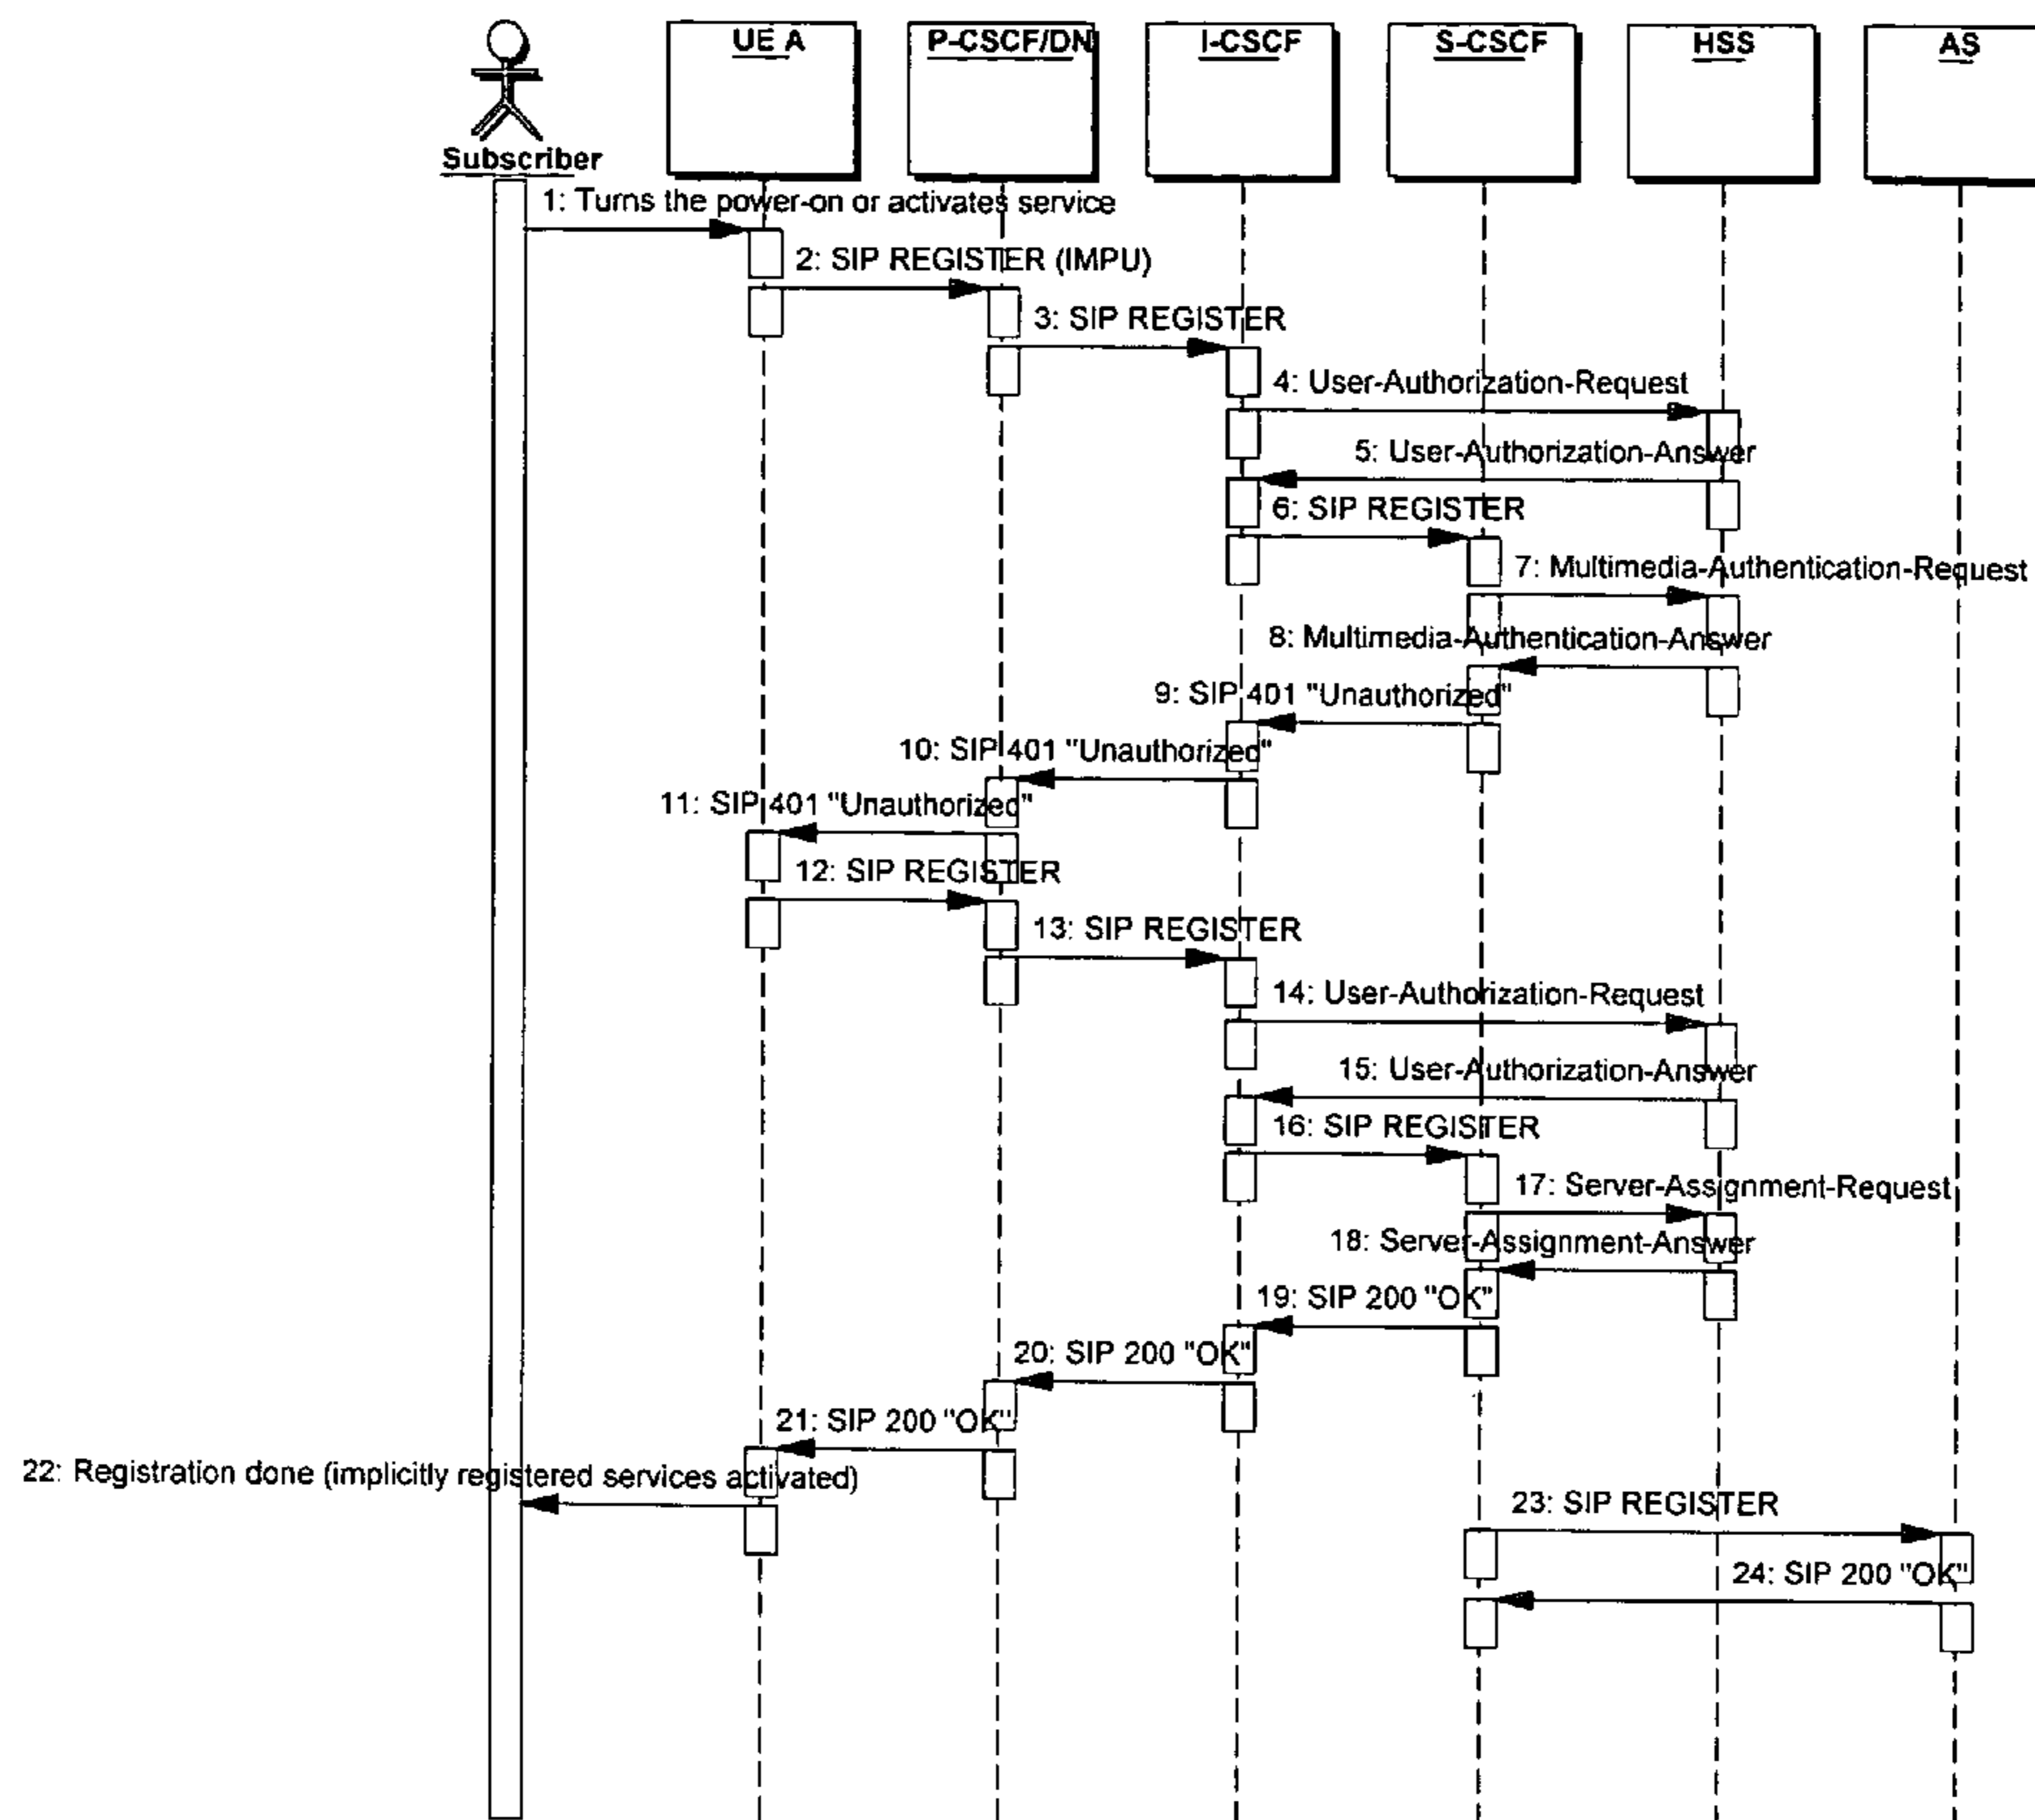 UE A
P-CSCF/DN
I-CSCF
S-CSCF
HSS
AS
Subscriber
1: Turns the power-on or activates service
2: SIP REGISTER (IMPU)
3: SIP REGISTER
4: User-Authorization-Request
5: User-Authorization-Answer
6: SIP REGISTER
7: Multimedia-Authentication-Request
8: Multimedia-Authentication-Answer
9: SIP 401 "Unauthorized"
10: SIP 401 "Unauthorized"
11: SIP 401 "Unauthorized"
12: SIP REGISTER
13: SIP REGISTER
14: User-Authorization-Request
15: User-Authorization-Answer
16: SIP REGISTER
17: Server-Assignment-Request
18: Server-Assignment-Answer
19: SIP 200 "OK"
20: SIP 200 "OK"
21: SIP 200 "OK"
22: Registration done (implicitly registered services activated)
23: SIP REGISTER
24: SIP 200 "OK"